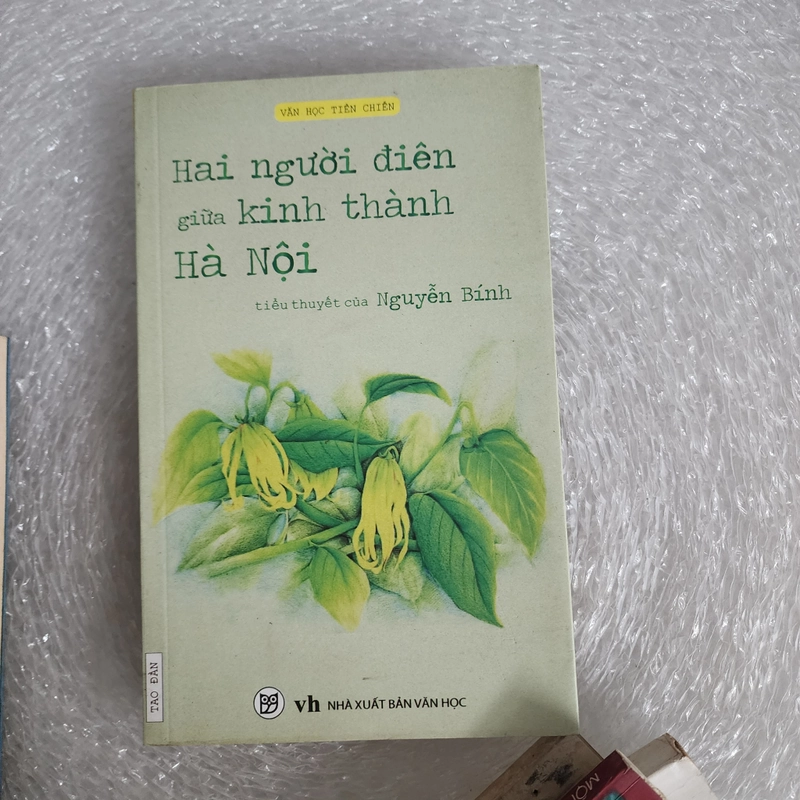 VĂN HỌC TIỀN CHIẾN
Hai người điên
giữa kinh thành
Hà Nội
tiểu thuyết của Nguyễn Bính
TAO ĐÀN
vh NHÀ XUẤT BẢN VĂN HỌC